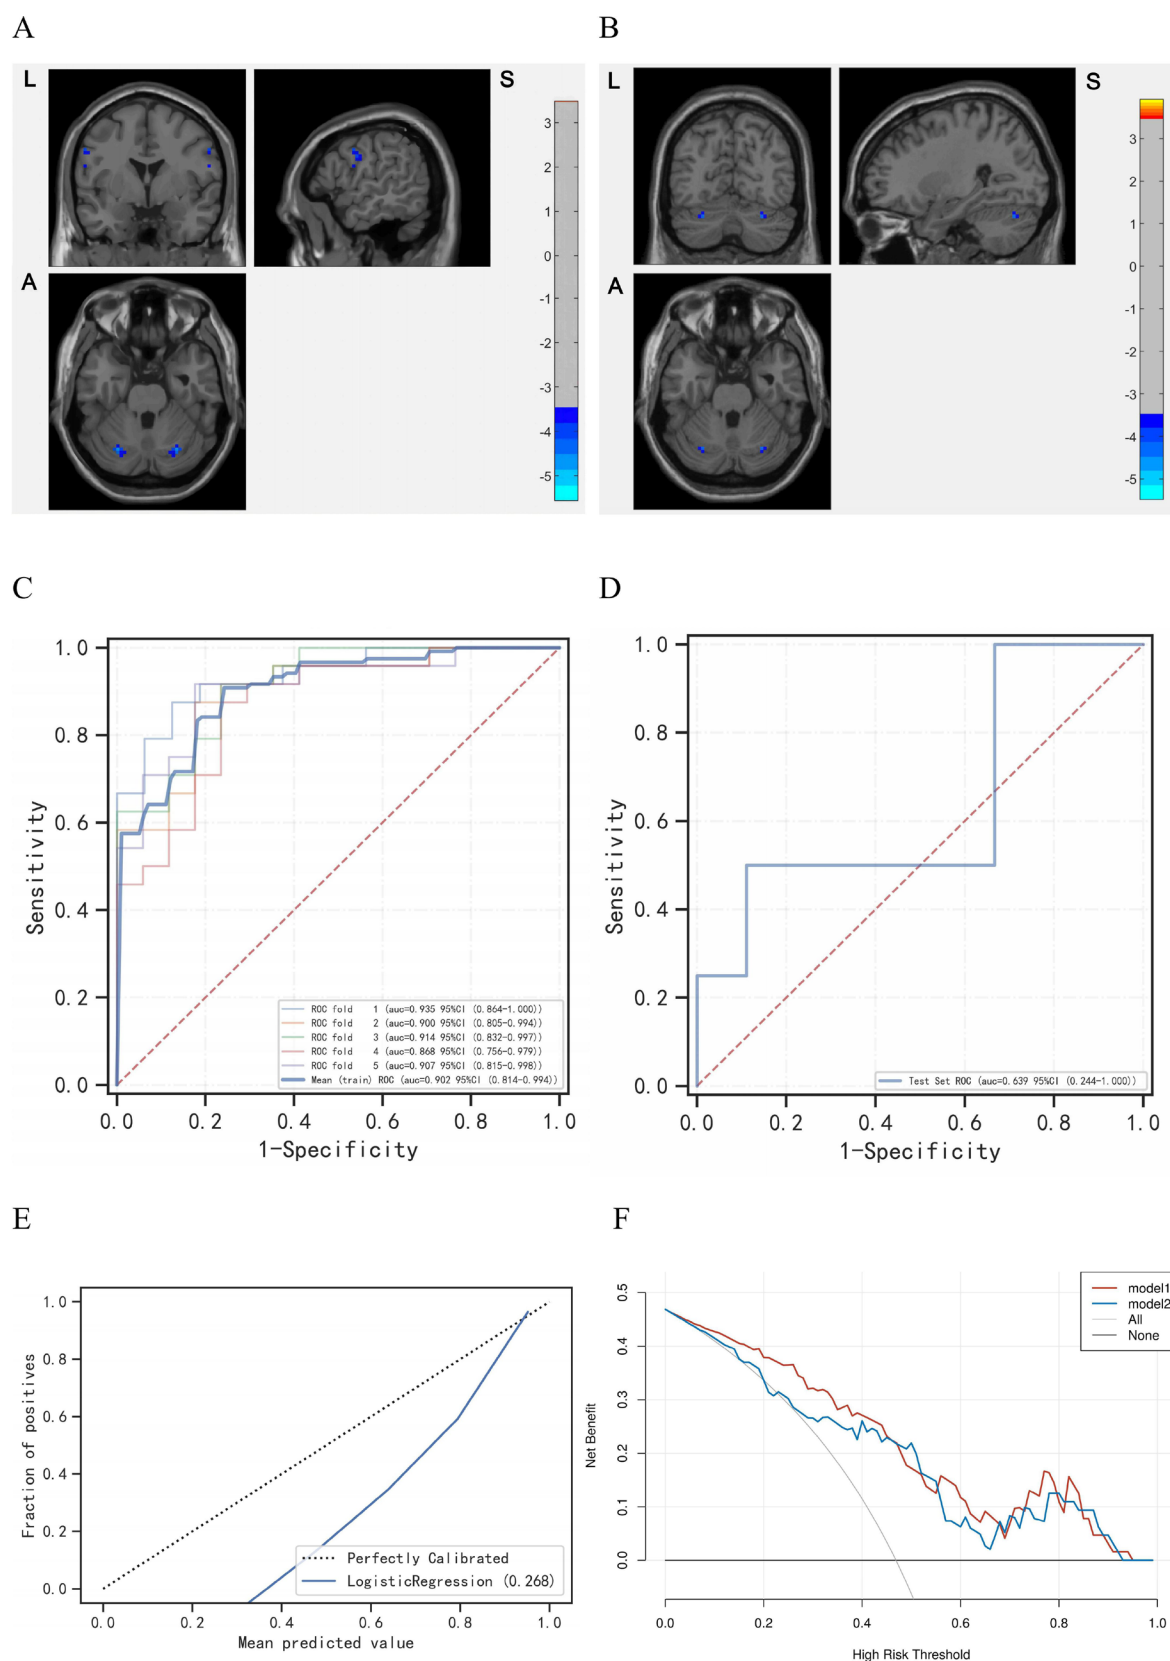 A
B
L
S
A
3
2
1
0
-1
-2
-3
-4
-5
L
S
A
3
2
1
0
-1
-2
-3
-4
-5
C
D
1.0
0.8
0.6
0.4
0.2
0.0
Sensitivity
ROC fold 1 (auc=0.935 95%CI (0.864-1.000))
ROC fold 2 (auc=0.900 95%CI (0.805-0.994))
ROC fold 3 (auc=0.914 95%CI (0.832-0.997))
ROC fold 4 (auc=0.868 95%CI (0.756-0.979))
ROC fold 5 (auc=0.907 95%CI (0.815-0.998))
Mean (train) ROC (auc=0.902 95%CI (0.814-0.994))
0.0 0.2 0.4 0.6 0.8 1.0
1-Specificity
1.0
0.8
0.6
0.4
0.2
0.0
Sensitivity
Test Set ROC (auc=0.639 95%CI (0.244-1.000))
0.0 0.2 0.4 0.6 0.8 1.0
1-Specificity
E
F
1.0
0.8
0.6
0.4
0.2
0.0
Fraction of positives
Perfectly Calibrated
LogisticRegression (0.268)
0.0 0.2 0.4 0.6 0.8 1.0
Mean predicted value
0.5
0.4
0.3
0.2
0.1
0.0
Net Benefit
model1
model2
All
None
0.0 0.2 0.4 0.6 0.8 1.0
High Risk Threshold